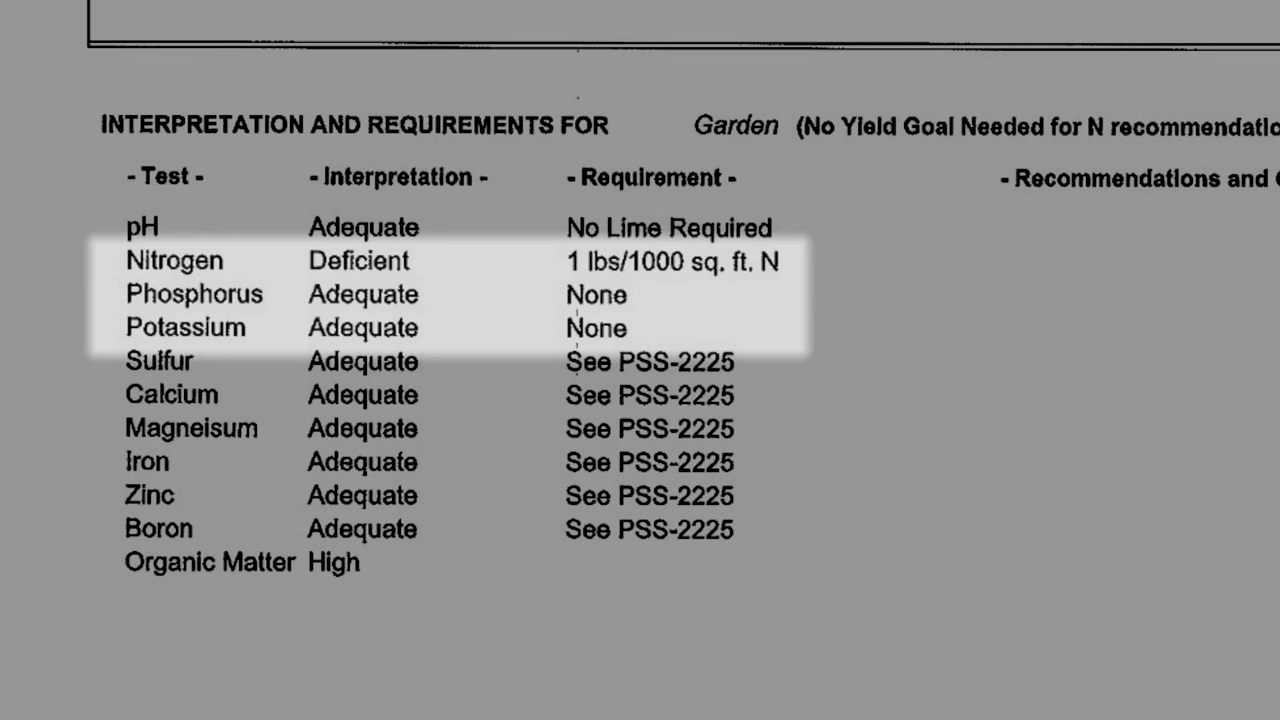 INTERPRETATION AND REQUIREMENTS FOR Garden (No Yield Goal Needed for N recommendatio
- Test - - Interpretation - - Requirement - - Recommendations and
pH Adequate No Lime Required
Nitrogen Deficient 1 lbs/1000 sq. ft. N
Phosphorus Adequate None
Potassium Adequate None
Sulfur Adequate See PSS-2225
Calcium Adequate See PSS-2225
Magneisum Adequate See PSS-2225
Iron Adequate See PSS-2225
Zinc Adequate See PSS-2225
Boron Adequate See PSS-2225
Organic Matter High